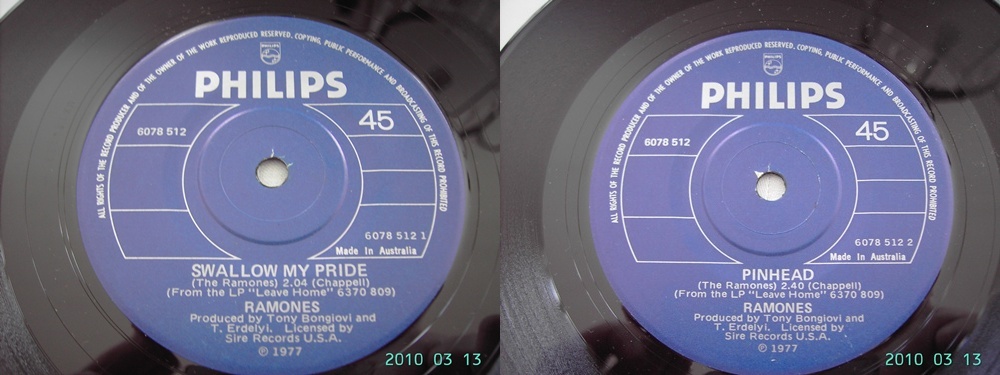 ALL RIGHTS OF THE RECORD PRODUCER AND OF THE OWNER OF THE WORK REPRODUCED RESERVED. COPYING, PUBLIC PERFORMANCE AND BROADCASTING OF THIS RECORD PROHIBITED
PHILIPS
PHILIPS
45
6078 512
6078 512 1
Made In Australia
SWALLOW MY PRIDE
(The Ramones) 2.04 (Chappell)
(From the LP "Leave Home" 6370 809)
RAMONES
Produced by Tony Bongiovi and
T. Erdelyi. Licensed by
Sire Records U.S.A.
℗ 1977
2010 03 13
ALL RIGHTS OF THE RECORD PRODUCER AND OF THE OWNER OF THE WORK REPRODUCED RESERVED. COPYING, PUBLIC PERFORMANCE AND BROADCASTING OF THIS RECORD PROHIBITED
PHILIPS
PHILIPS
45
6078 512
6078 512 2
Made In Australia
PINHEAD
(The Ramones) 2.40 (Chappell)
(From the LP "Leave Home" 6370 809)
RAMONES
Produced by Tony Bongiovi and
T. Erdelyi. Licensed by
Sire Records U.S.A.
℗ 1977
2010 03 13